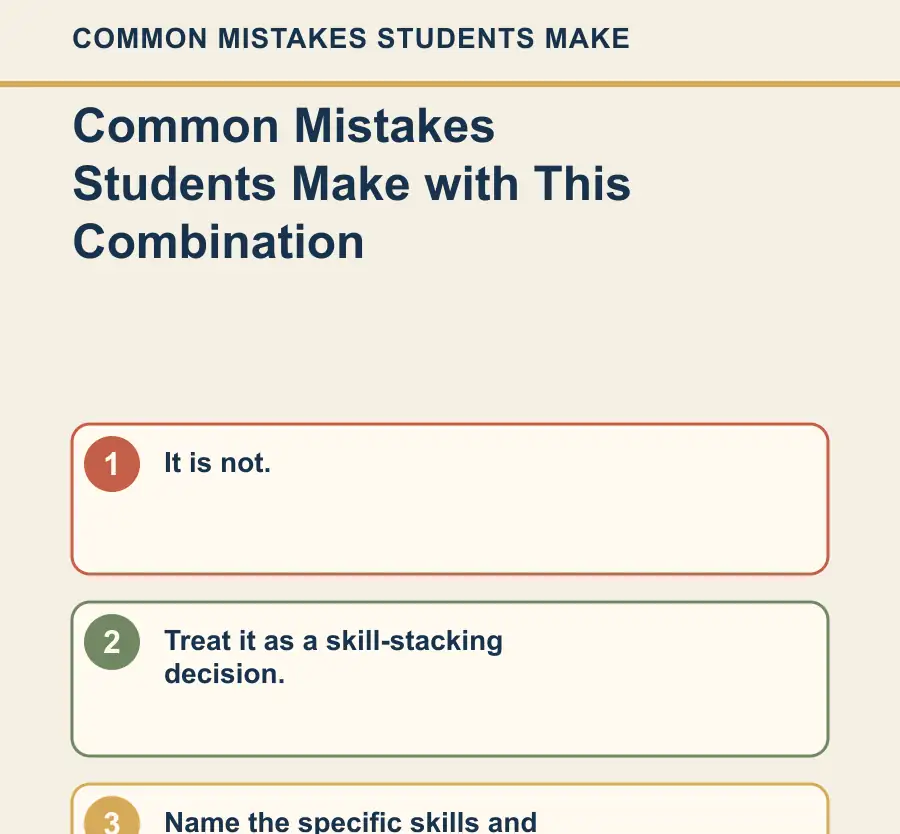 COMMON MISTAKES STUDENTS MAKE
Common Mistakes
Students Make with This
Combination
1
It is not.
2
Treat it as a skill-stacking
decision.
3
Name the specific skills and